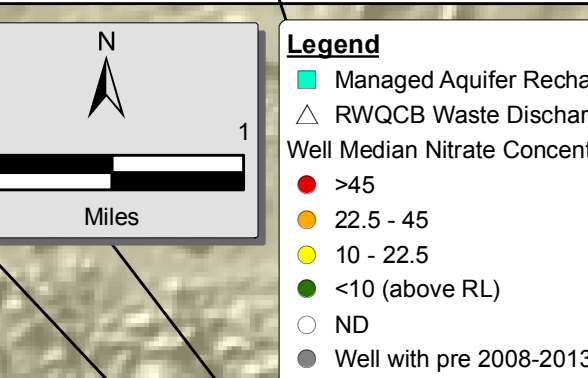 N
1
Miles
Legend
Managed Aquifer Recha
RWQCB Waste Dischar
Well Median Nitrate Concent
>45
22.5 - 45
10 - 22.5
<10 (above RL)
ND
Well with pre 2008-2013